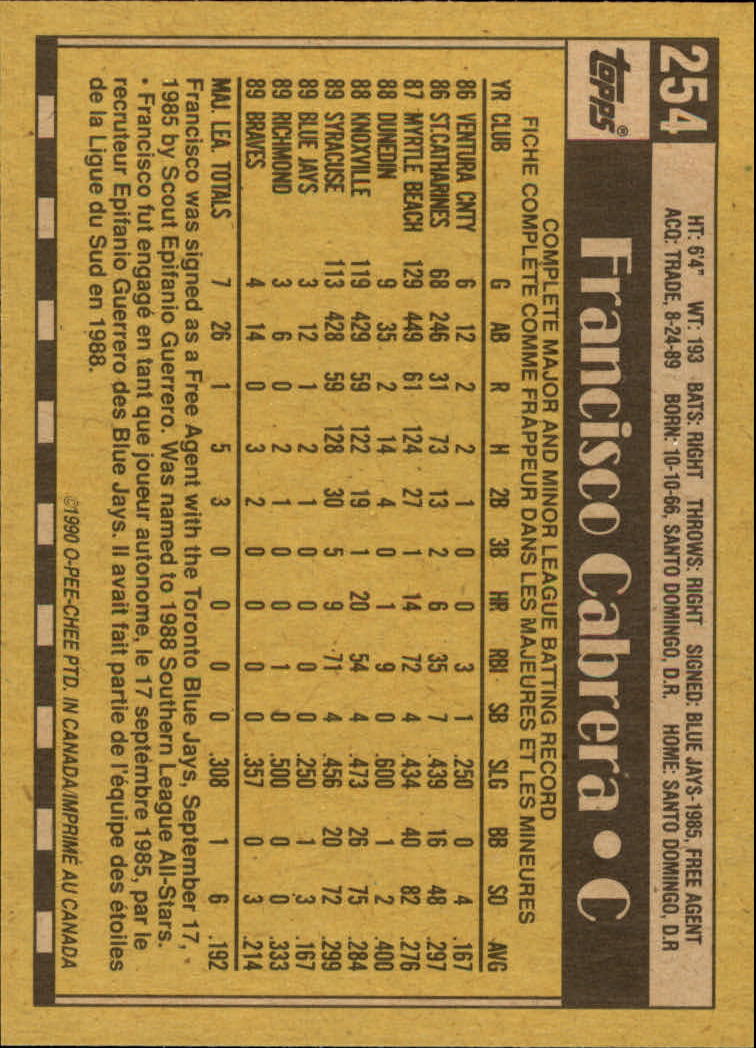 254
topps®
HT: 6'4" WT: 193 BATS: RIGHT THROWS: RIGHT SIGNED: BLUE JAYS-1985, FREE AGENT
ACQ: TRADE, 8-24-89 BORN: 10-10-66, SANTO DOMINGO, D.R. HOME: SANTO DOMINGO, D.R
Francisco Cabrera • C
COMPLETE MAJOR AND MINOR LEAGUE BATTING RECORD
FICHE COMPLETE COMME FRAPPEUR DANS LES MAJEURES ET LES MINEURES
YR CLUB G AB R H 2B 3B HR RBI SB SLG BB SO AVG
86 VENTURA CNTY 6 12 2 2 1 0 0 3 1 .250 0 4 .167
86 ST.CATHARINES 68 246 31 73 13 2 6 35 7 .439 16 48 .297
87 MYRTLE BEACH 129 449 61 124 27 1 14 72 4 .434 40 82 .276
88 DUNEDIN 9 35 2 14 4 0 1 9 0 .600 1 2 .400
88 KNOXVILLE 119 429 59 122 19 1 20 54 4 .473 26 75 .284
89 SYRACUSE 113 428 59 128 30 5 9 71 4 .456 20 72 .299
89 BLUE JAYS 3 12 1 2 1 0 0 0 0 .250 1 3 .167
89 RICHMOND 3 6 0 2 1 0 0 1 0 .500 0 0 .333
89 BRAVES 4 14 0 3 2 0 0 0 0 .357 0 3 .214
MAJ. LEA. TOTALS 7 26 1 5 3 0 0 0 0 .308 1 6 .192
Francisco was signed as a Free Agent with the Toronto Blue Jays, September 17,
1985 by Scout Epifanio Guerrero. Was named to 1988 Southern League All-Stars.
• Francisco fut engagé en tant que joueur autonome, le 17 septembre 1985, par le
recruteur Epifanio Guerrero des Blue Jays. Il avait fait partie de l'équipe des étoiles
de la Ligue du Sud en 1988.
©1990 O-PEE-CHEE PTD. IN CANADA/IMPRIMÉ AU CANADA